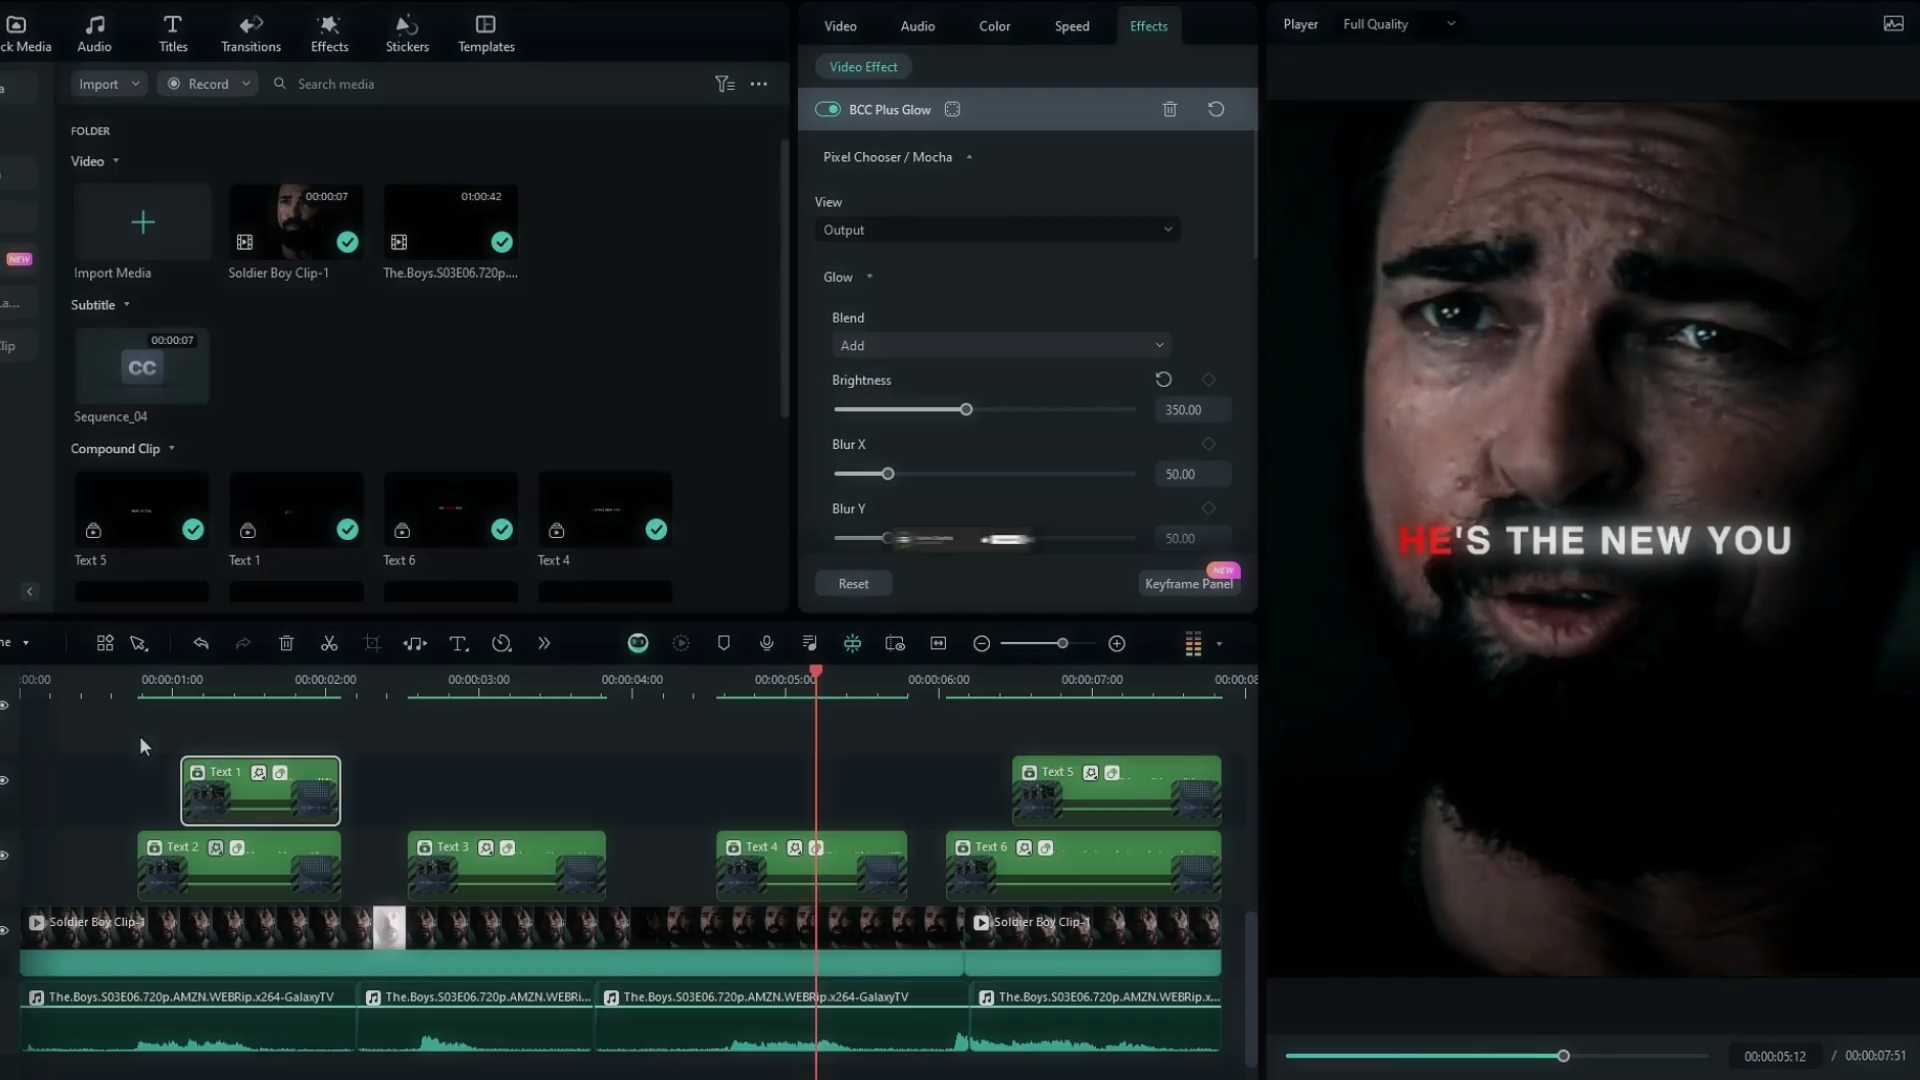 ck Media
Audio
Titles
Transitions
Effects
Stickers
Templates
Import
Record
Search media
FOLDER
Video
00:00:07
01:00:42
Import Media
Soldier Boy Clip-1
The.Boys.S03E06.720p....
NEW
a...
Subtitle
lip
00:00:07
CC
Sequence_04
Compound Clip
Text 5
Text 1
Text 6
Text 4
Video
Audio
Color
Speed
Effects
Video Effect
BCC Plus Glow
Pixel Chooser / Mocha
View
Output
Glow
Blend
Add
Brightness
350.00
Blur X
50.00
Blur Y
50.00
Reset
NEW
Keyframe Panel
Player
Full Quality
HE'S THE NEW YOU
00:00:05:12 / 00:00:07:51
ne
:00:00
00:00:01:00
00:00:02:00
00:00:03:00
00:00:04:00
00:00:05:00
00:00:06:00
00:00:07:00
00:00:08
Text 1
Text 5
Text 2
Text 3
Text 4
Text 6
Soldier Boy Clip-1
Soldier Boy Clip-1
The.Boys.S03E06.720p.AMZN.WEBRip.x264-GalaxyTV
The.Boys.S03E06.720p.AMZN.WEBRi...
The.Boys.S03E06.720p.AMZN.WEBRip.x264-GalaxyTV
The.Boys.S03E06.720p.AMZN.WEBRip.x...